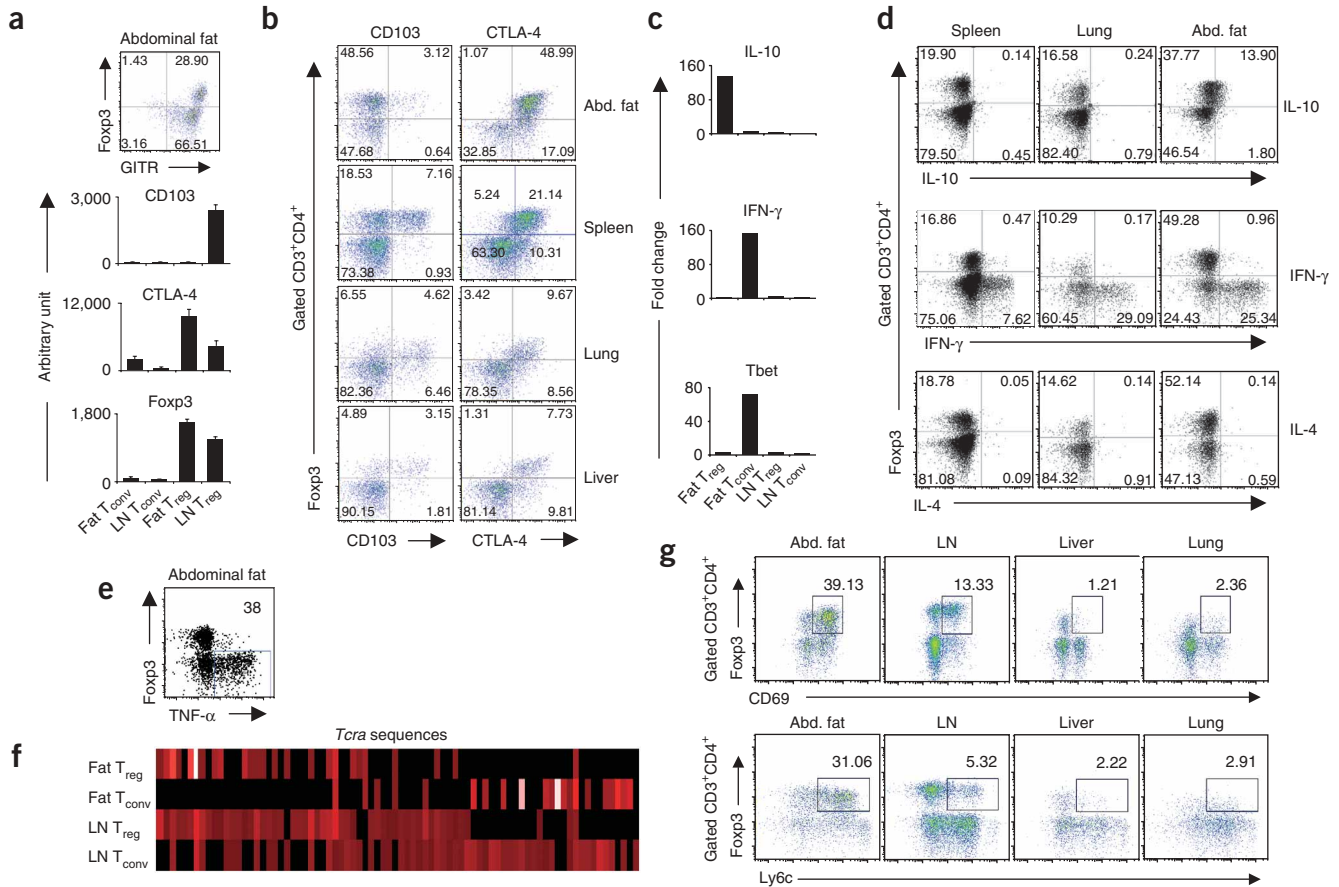 a
Abdominal fat
1.43 28.90
3.16 66.51
Foxp3
GITR
Arbitrary unit
CD103
3,000
0
CTLA-4
12,000
0
Foxp3
1,800
0
Fat Tconv
LN Tconv
Fat Treg
LN Treg
b
CD103 CTLA-4
Gated CD3+CD4+
Foxp3
48.56 3.12 1.07 48.99
Abd. fat
47.68 0.64 32.85 17.09
18.53 7.16 5.24 21.14
Spleen
73.38 0.93 63.30 10.31
6.55 4.62 3.42 9.67
Lung
82.36 6.46 78.35 8.56
4.89 3.15 1.31 7.73
Liver
90.15 1.81 81.14 9.81
CD103 CTLA-4
c
Fold change
IL-10
160
80
0
IFN-γ
160
80
0
Tbet
80
40
0
Fat Treg
Fat Tconv
LN Treg
LN Tconv
d
Spleen Lung Abd. fat
Gated CD3+CD4+
Foxp3
19.90 0.14 16.58 0.24 37.77 13.90
IL-10
79.50 0.45 82.40 0.79 46.54 1.80
IL-10
16.86 0.47 10.29 0.17 49.28 0.96
IFN-γ
75.06 7.62 60.45 29.09 24.43 25.34
IFN-γ
18.78 0.05 14.62 0.14 52.14 0.14
IL-4
81.08 0.09 84.32 0.91 47.13 0.59
IL-4
e
Abdominal fat
38
Foxp3
TNF-α
f
Tcra sequences
Fat Treg
Fat Tconv
LN Treg
LN Tconv
g
Abd. fat LN Liver Lung
Gated CD3+CD4+
Foxp3
39.13 13.33 1.21 2.36
CD69
Abd. fat LN Liver Lung
Gated CD3+CD4+
Foxp3
31.06 5.32 2.22 2.91
Ly6c